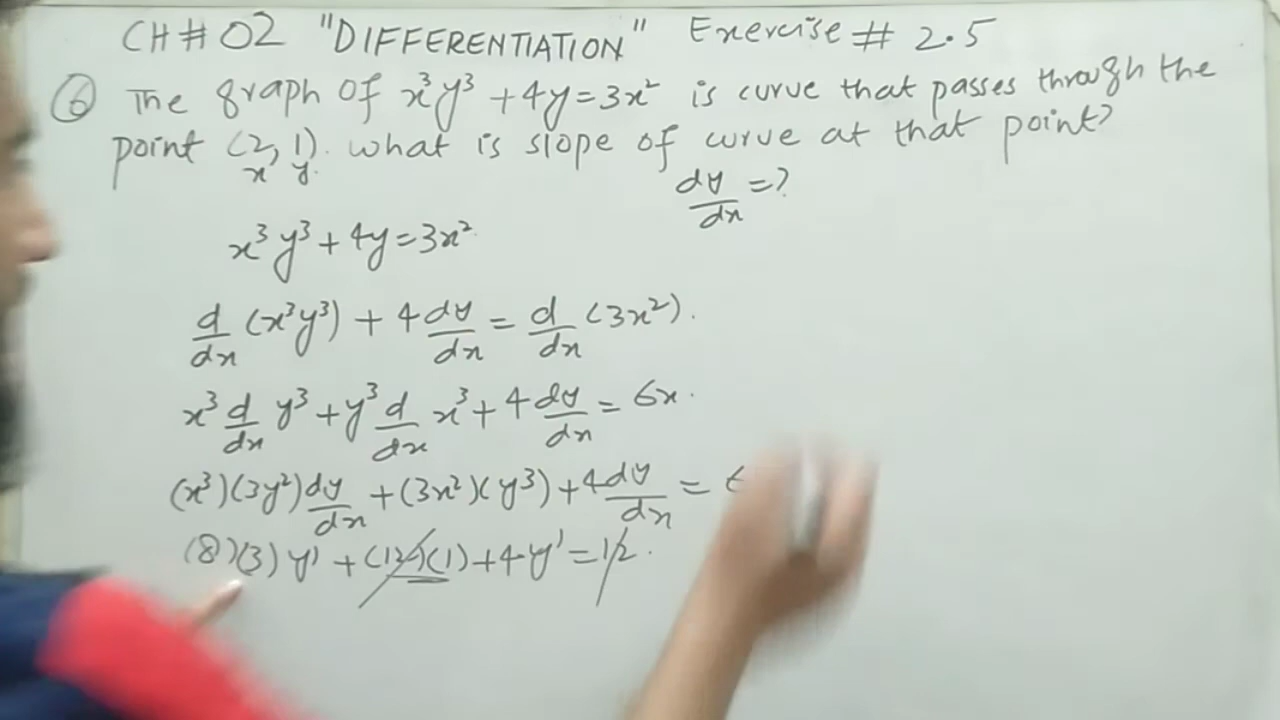 CH # 02 "DIFFERENTIATION" Exercise # 2.5
⑥ The graph of x³y³ + 4y = 3x² is curve that passes through the
point (2, 1). what is slope of curve at that point?
x y.
dy/dx = ?
x³y³ + 4y = 3x²
d/dx (x³y³) + 4 dy/dx = d/dx (3x²).
x³ d/dx y³ + y³ d/dx x³ + 4 dy/dx = 6x.
(x³)(3y²) dy/dx + (3x²)(y³) + 4 dy/dx =
(8)(3) y' + (12)(1) + 4y' = 12.